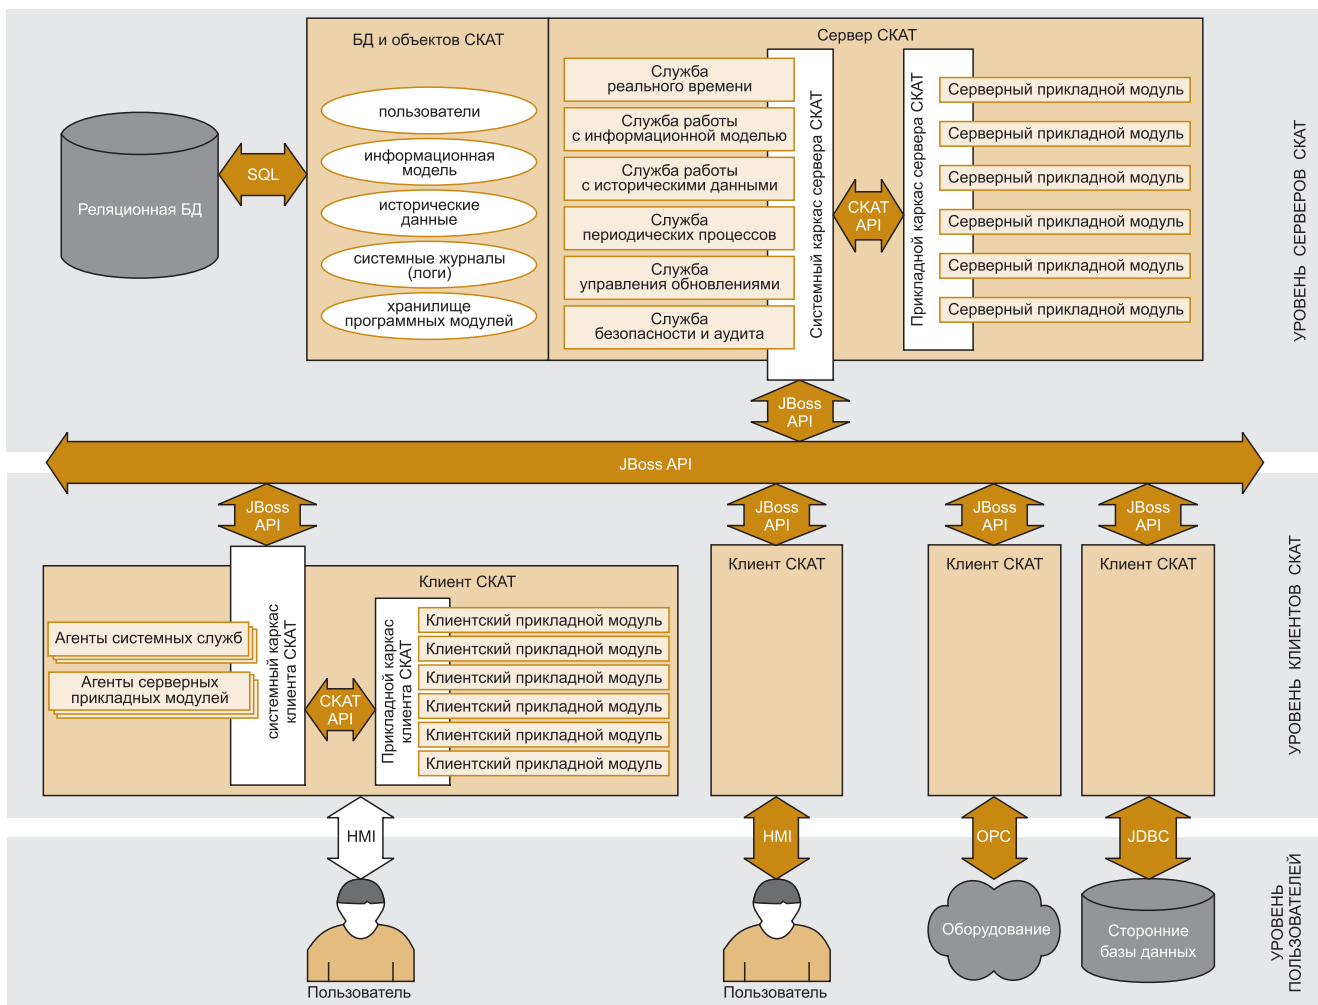 БД и объектов СКАТ
Сервер СКАТ
Реляционная БД
SQL
пользователи
информационная
модель
исторические
данные
системные журналы
(логи)
хранилище
программных модулей
Служба
реального времени
Служба работы
с информационной моделью
Служба работы
с историческими данными
Служба
периодических процессов
Служба
управления обновлениями
Служба
безопасности и аудита
Системный каркас сервера СКАТ
СКАТ
API
Прикладной каркас сервера СКАТ
Серверный прикладной модуль
Серверный прикладной модуль
Серверный прикладной модуль
Серверный прикладной модуль
Серверный прикладной модуль
Серверный прикладной модуль
УРОВЕНЬ СЕРВЕРОВ СКАТ
JBoss
API
JBoss API
JBoss
API
JBoss
API
JBoss
API
JBoss
API
Клиент СКАТ
Агенты системных служб
Агенты серверных
прикладных модулей
системный каркас
клиента СКАТ
СКАТ
API
Прикладной каркас
клиента СКАТ
Клиентский прикладной модуль
Клиентский прикладной модуль
Клиентский прикладной модуль
Клиентский прикладной модуль
Клиентский прикладной модуль
Клиентский прикладной модуль
Клиент СКАТ
Клиент СКАТ
Клиент СКАТ
УРОВЕНЬ КЛИЕНТОВ СКАТ
HMI
HMI
OPC
JDBC
Пользователь
Пользователь
Оборудование
Сторонние
базы данных
УРОВЕНЬ
ПОЛЬЗОВАТЕЛЕЙ